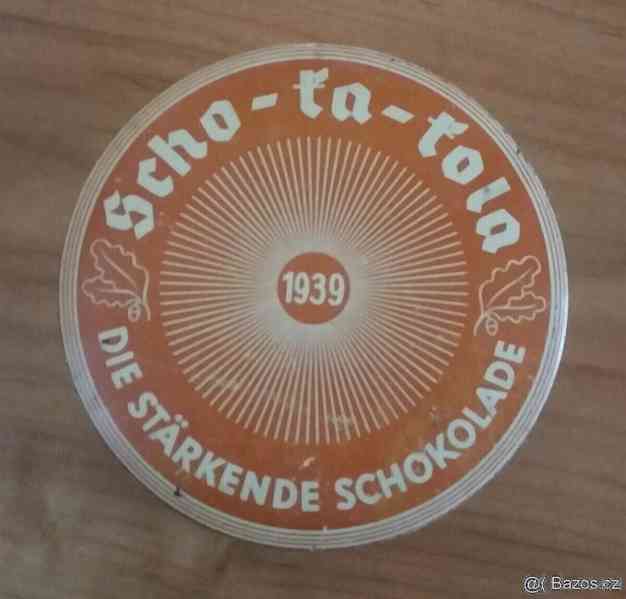 Scho-ka-kola
1939
DIE STÄRKENDE SCHOKOLADE
@( Bazos.cz